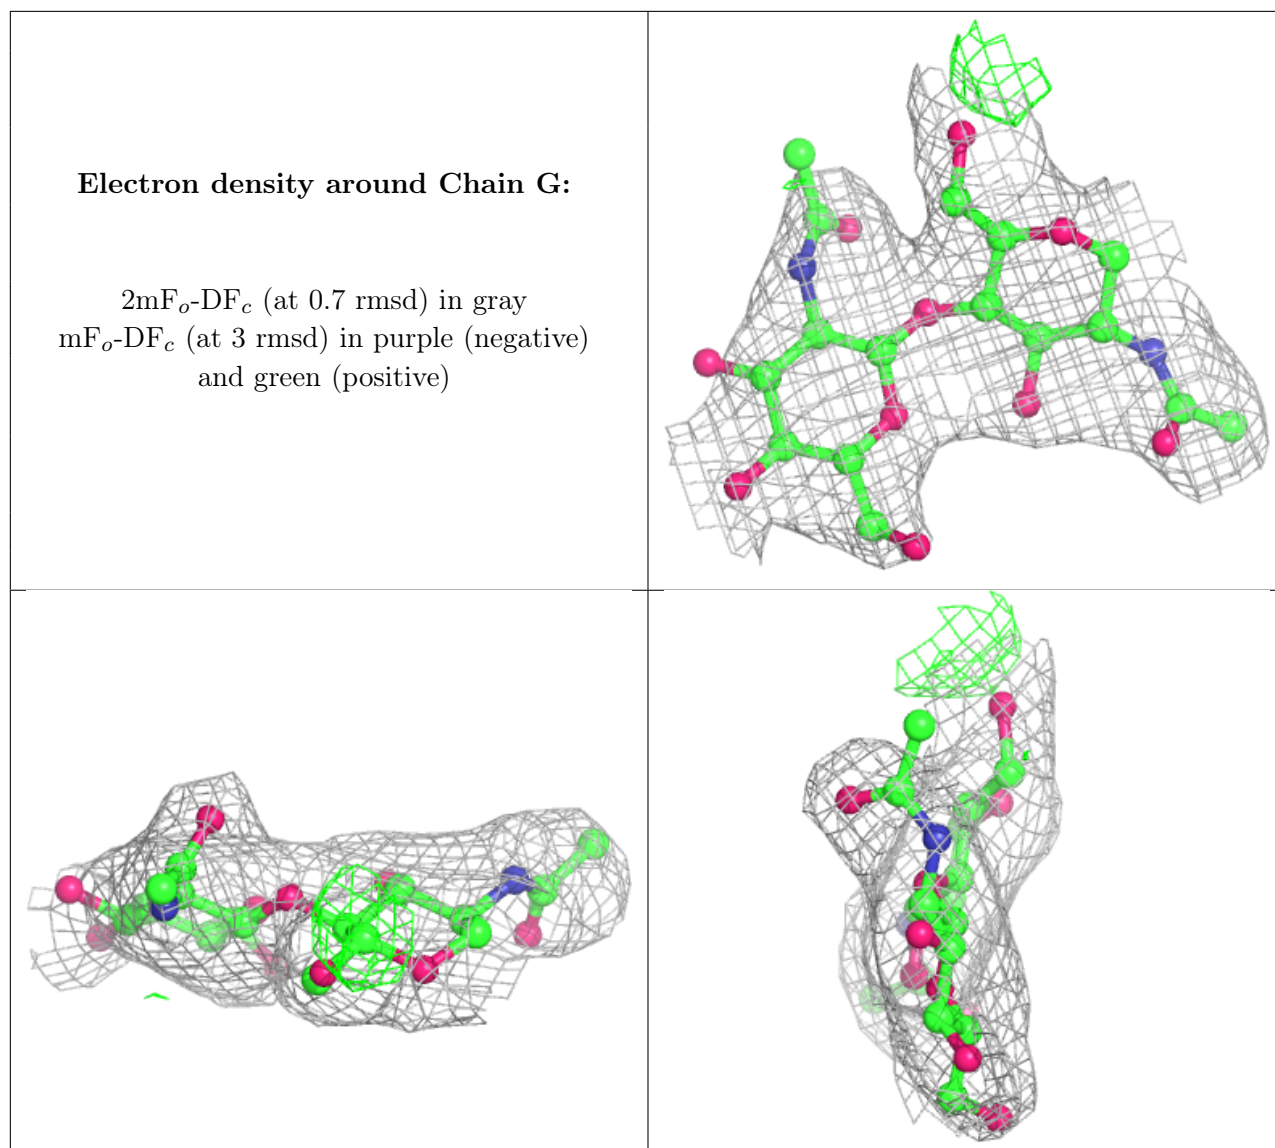 Electron density around Chain G:
2mFo-DFc (at 0.7 rmsd) in gray
mFo-DFc (at 3 rmsd) in purple (negative)
and green (positive)